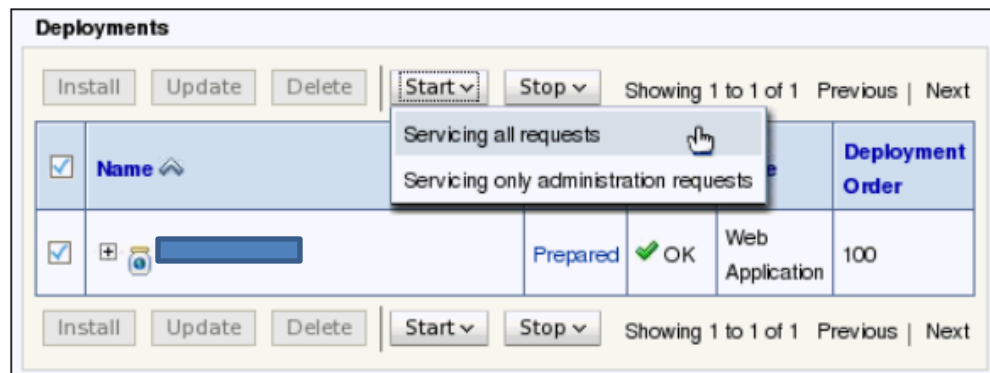 Deployments
Install Update Delete Start Stop Showing 1 to 1 of 1 Previous | Next
Servicing all requests
Servicing only administration requests
Name Deployment Order
Prepared OK Web Application 100
Install Update Delete Start Stop Showing 1 to 1 of 1 Previous | Next